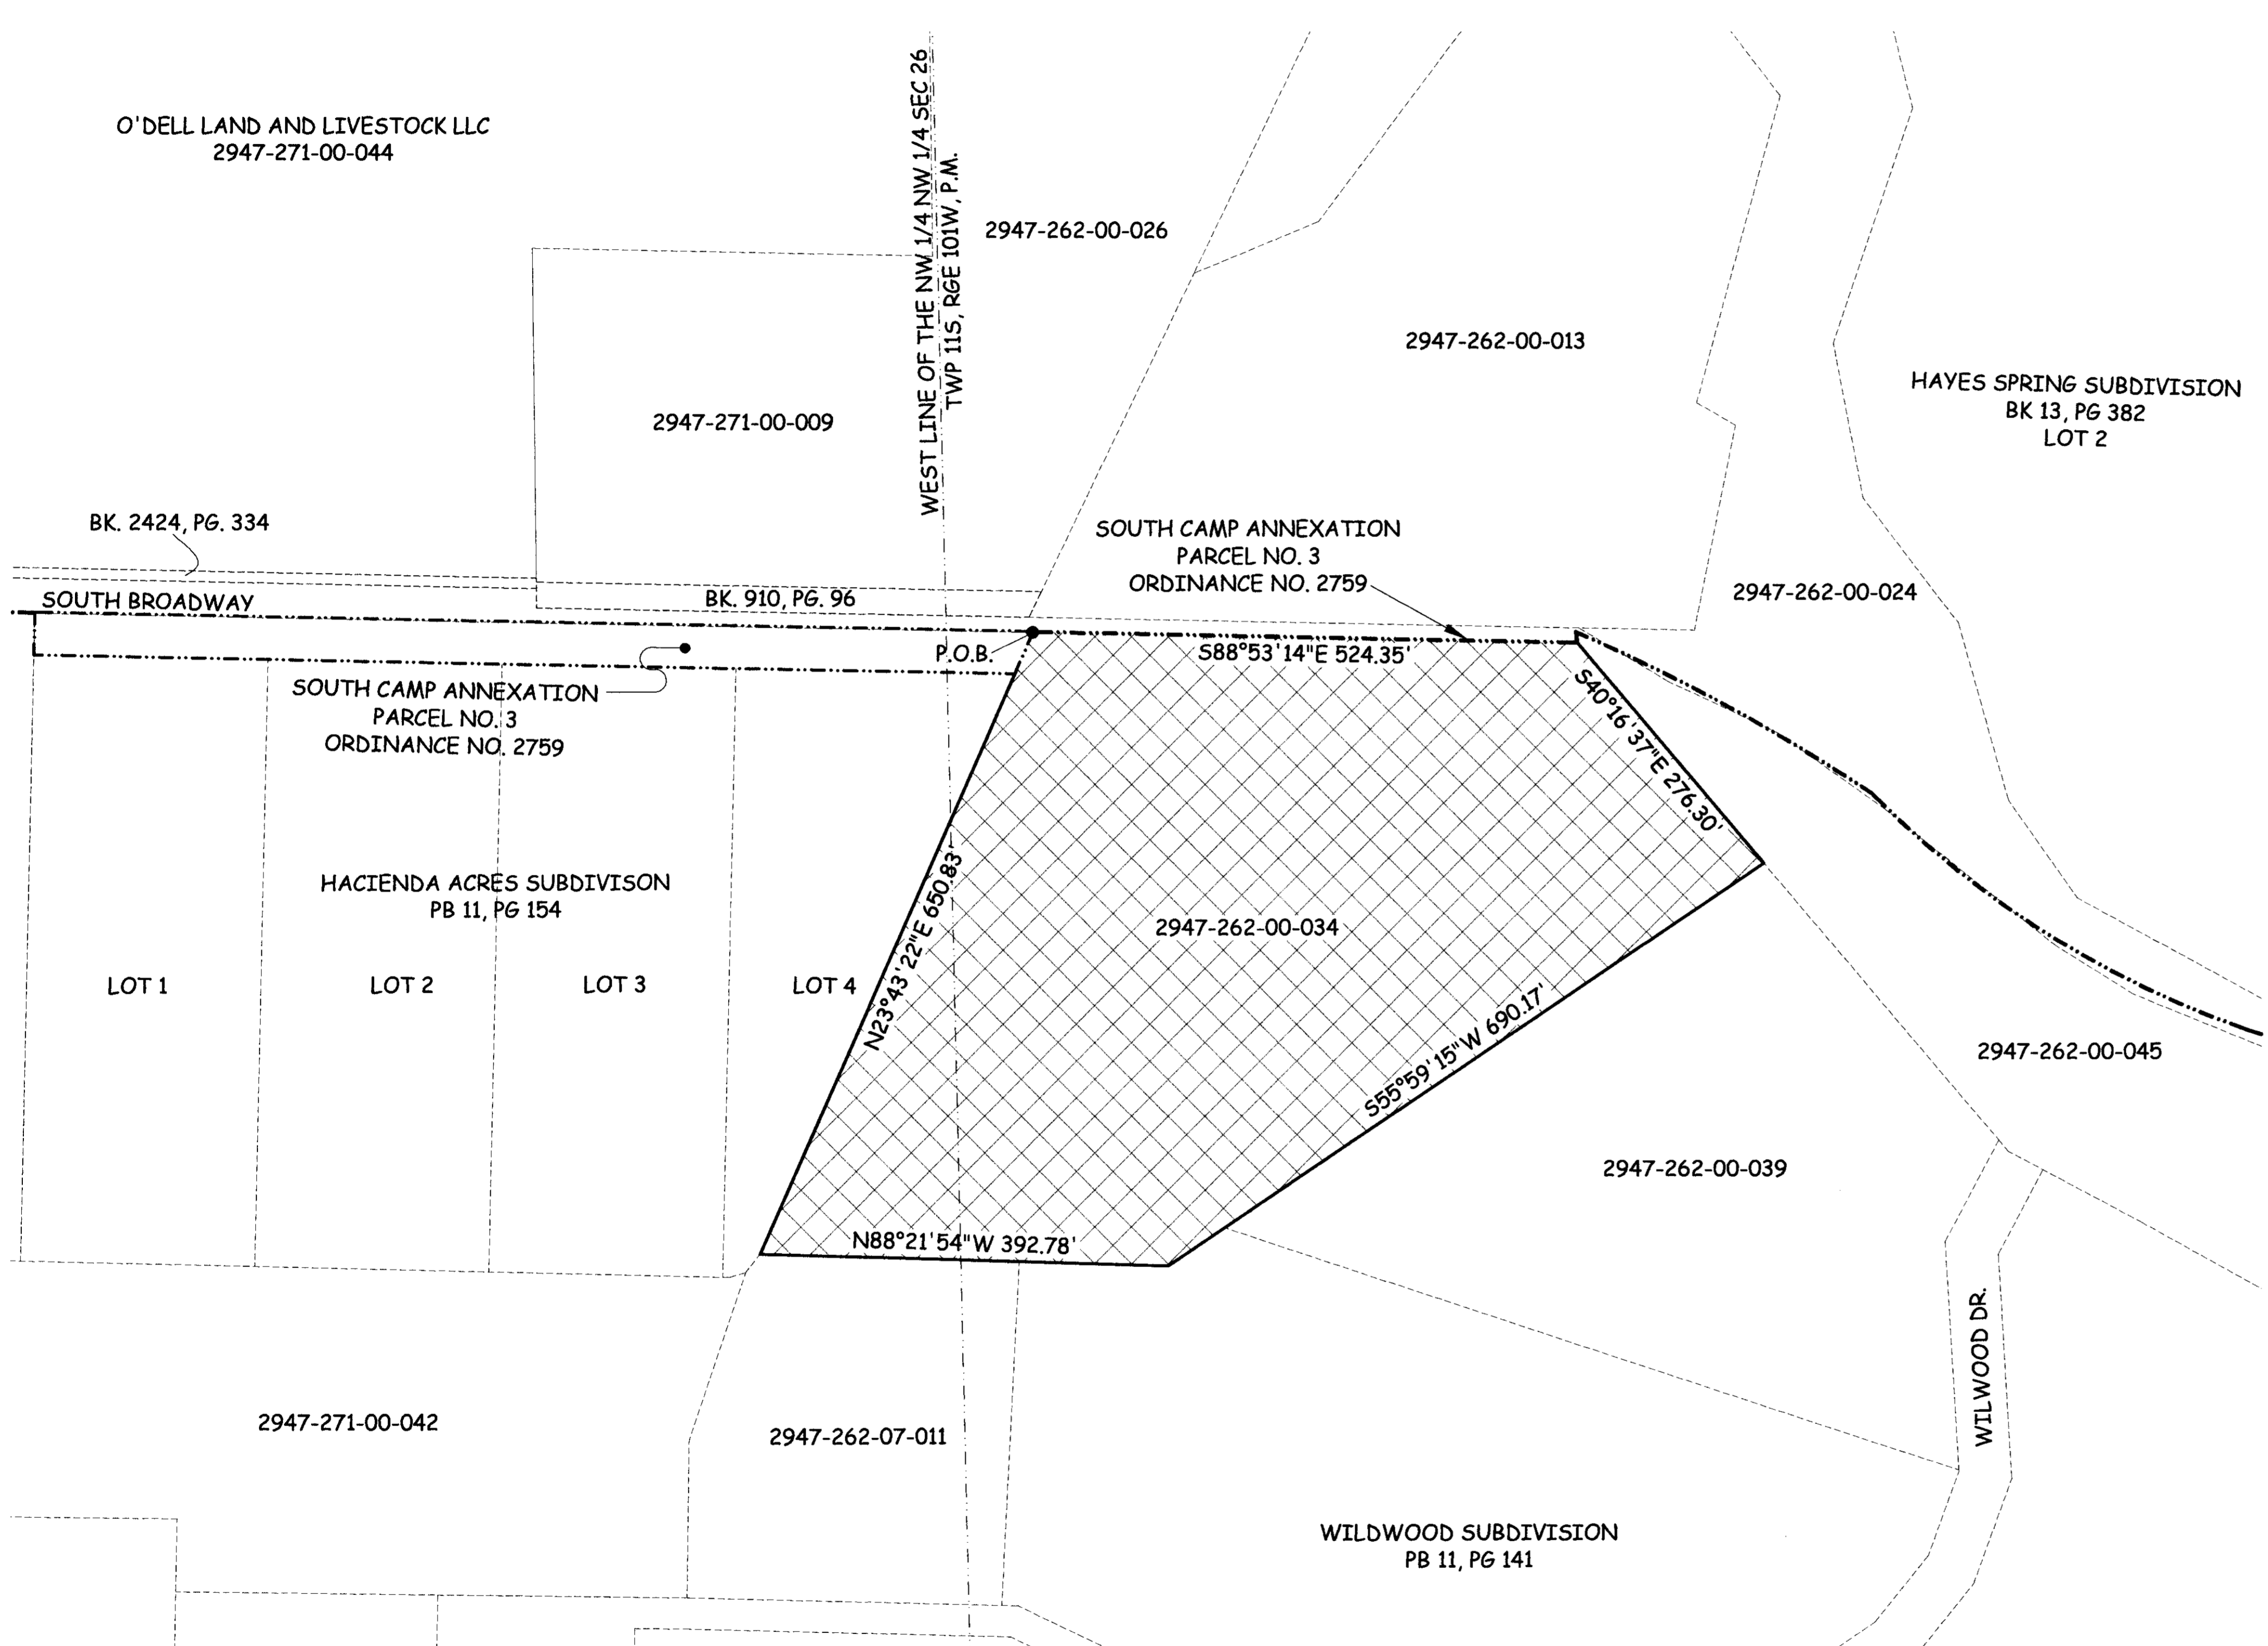 O'DELL LAND AND LIVESTOCK LLC
2947-271-00-044
WEST LINE OF THE NW 1/4 NW 1/4 SEC 26
TWP 11S, RGE 101W, P.M.
2947-262-00-026
2947-262-00-013
HAYES SPRING SUBDIVISION
BK 13, PG 382
LOT 2
2947-271-00-009
BK. 2424, PG. 334
SOUTH CAMP ANNEXATION
PARCEL NO. 3
ORDINANCE NO. 2759
2947-262-00-024
SOUTH BROADWAY
BK. 910, PG. 96
P.O.B.
S88°53'14"E 524.35'
SOUTH CAMP ANNEXATION
PARCEL NO. 3
ORDINANCE NO. 2759
S40°16'37"E 276.30'
HACIENDA ACRES SUBDIVISON
PB 11, PG 154
N23°43'22"E 650.83'
2947-262-00-034
LOT 1
LOT 2
LOT 3
LOT 4
S55°59'15"W 690.17'
2947-262-00-045
2947-262-00-039
N88°21'54"W 392.78'
WILWOOD DR.
2947-271-00-042
2947-262-07-011
WILDWOOD SUBDIVISION
PB 11, PG 141